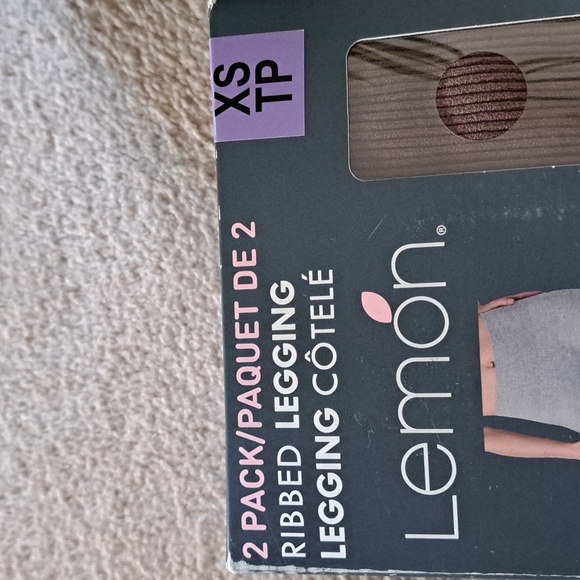 XS
TP
2 PACK/PAQUET DE 2
RIBBED LEGGING
LEGGING CÔTELÉ
Lemon®